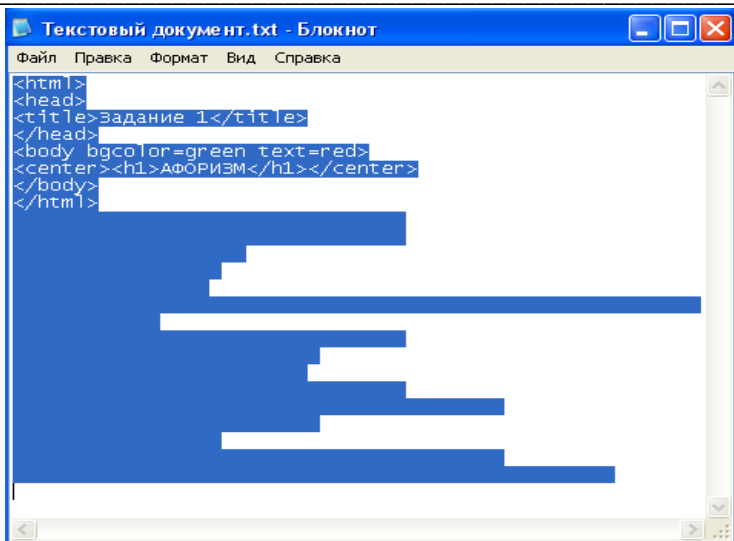 Текстовый документ.txt - Блокнот
Файл Правка Формат Вид Справка
<html>
<head>
<title>Задание 1</title>
</head>
<body bgcolor=green text=red>
<center><h1>АФОРИЗМ</h1></center>
</body>
</html>